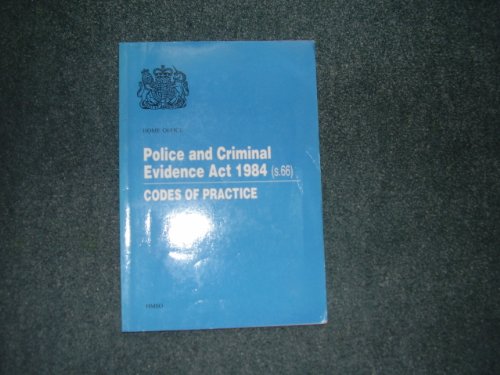 HOME OFFICE
Police and Criminal
Evidence Act 1984 (s.66)
CODES OF PRACTICE
HMSO